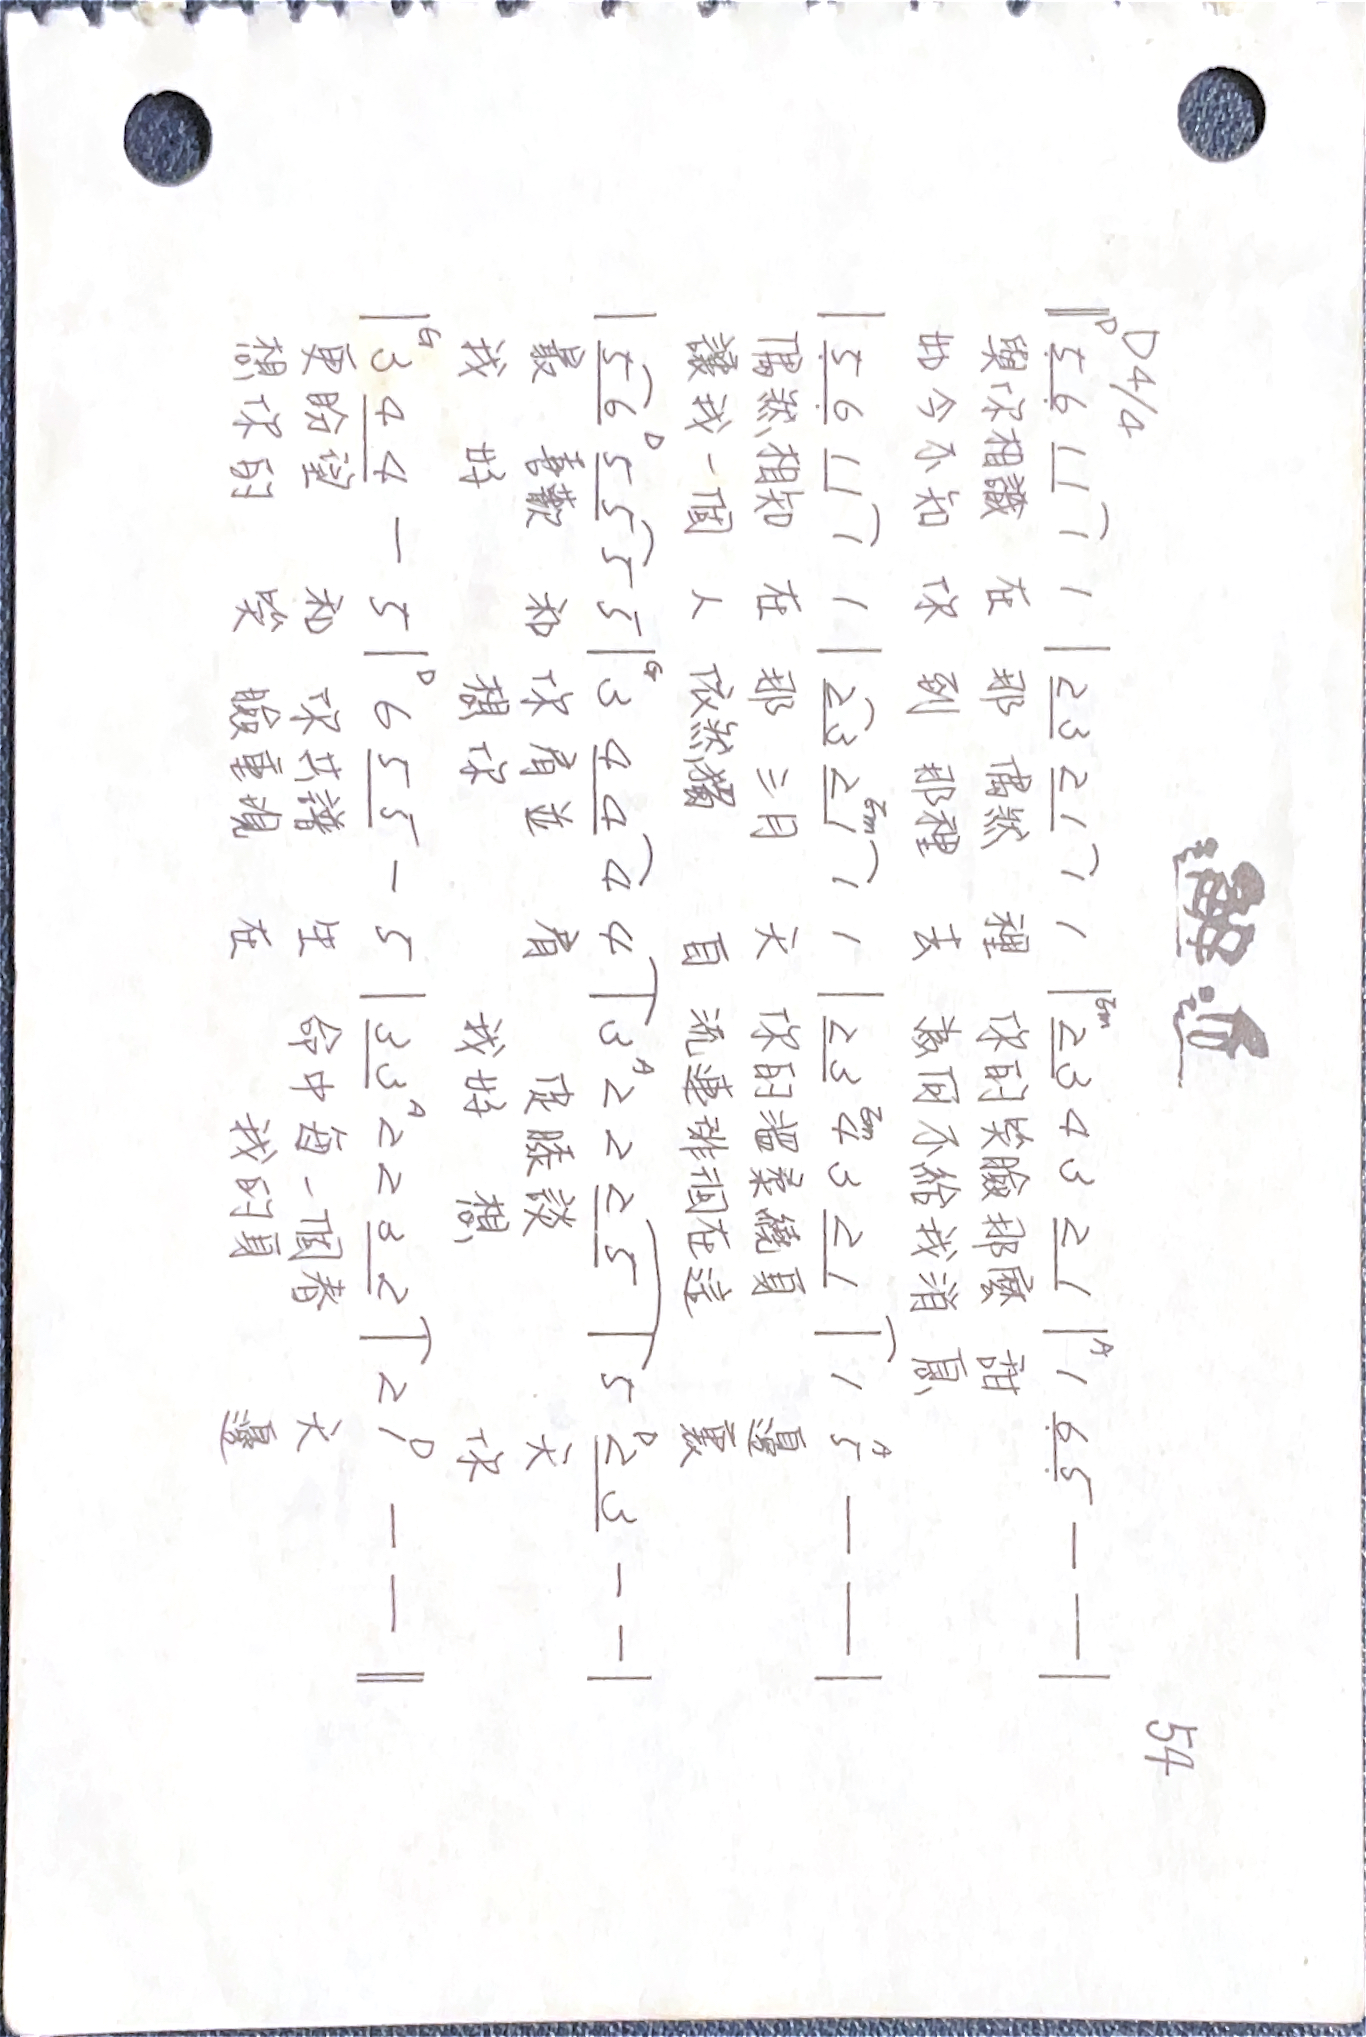 邂逅
54
D4/4
D Em A
‖ 5 6 1 1 1 1 | 2 3 2 1 1 1 | 2 3 4 3 2 1 | 1 6 5 — — |
與你相識 在 那 偶然 裡 你的笑臉那麼 甜
如今不知 你 到 那裡 去 為何不給我消 息
Em Em A
| 5 6 1 1 1 1 | 2 3 2 1 1 1 | 2 3 4 3 2 1 | 1 5 — — |
偶然相知 在 那 三月 天 你的溫柔繞身 邊
讓我一個 人 依然獨 自 流連徘徊在這 裏
D G A D
| 5 6 5 5 5 5 | 3 4 4 4 4 | 3 2 2 2 5 | 5 2 3 — — |
最 喜歡 和 你肩並 肩 促膝談 天
我 好 想你 我好 想 你
G D A D
| 3 4 4 — 5 | 6 5 5 — 5 | 3 3 2 2 3 2 | 2 1 — — ‖
更盼望 和 你共譜 生 命中每一個春 天
想你的 笑 臉重現 在 我的身 邊